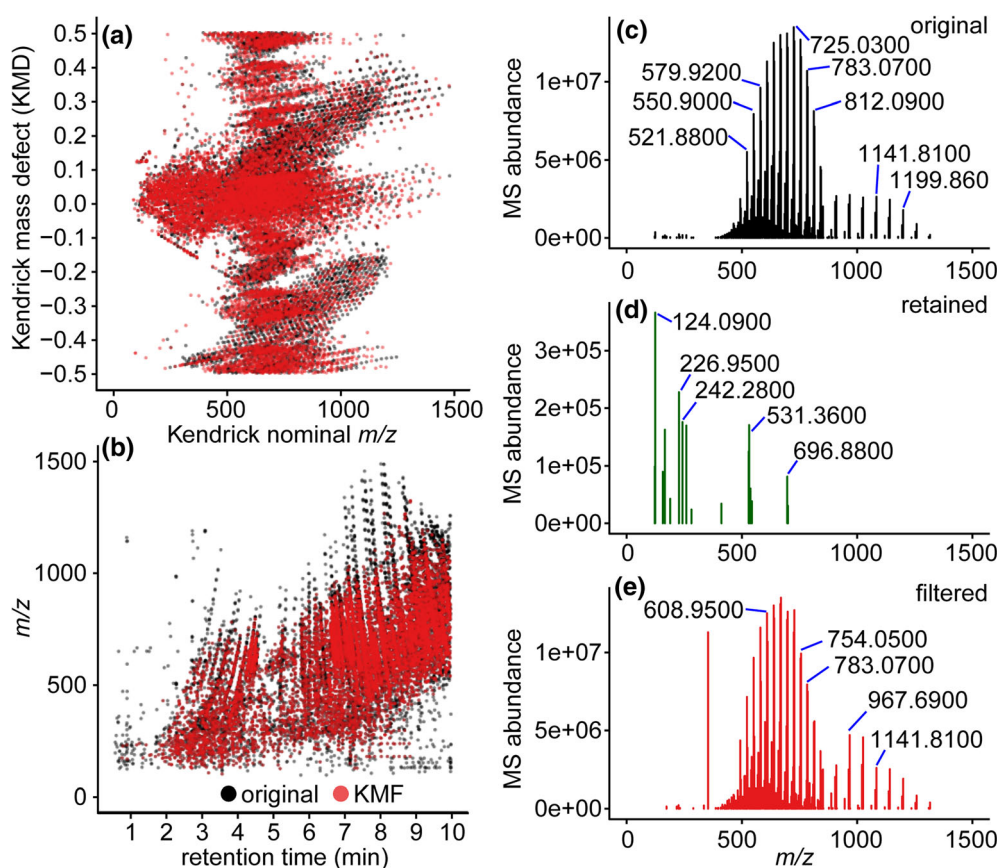 (a)
Kendrick mass defect (KMD)
0.5
0.4
0.3
0.2
0.1
0.0
−0.1
−0.2
−0.3
−0.4
−0.5
0
500
1000
1500
Kendrick nominal m/z
(b)
m/z
1500
1000
500
0
original
KMF
1
2
3
4
5
6
7
8
9
10
retention time (min)
(c)
original
MS abundance
1e+07
5e+06
0e+00
725.0300
783.0700
579.9200
550.9000
812.0900
521.8800
1141.8100
1199.860
0
500
1000
1500
(d)
retained
MS abundance
3e+05
2e+05
1e+05
0e+00
124.0900
226.9500
242.2800
531.3600
696.8800
0
500
1000
1500
(e)
filtered
MS abundance
1e+07
5e+06
0e+00
608.9500
754.0500
783.0700
967.6900
1141.8100
0
500
1000
1500
m/z